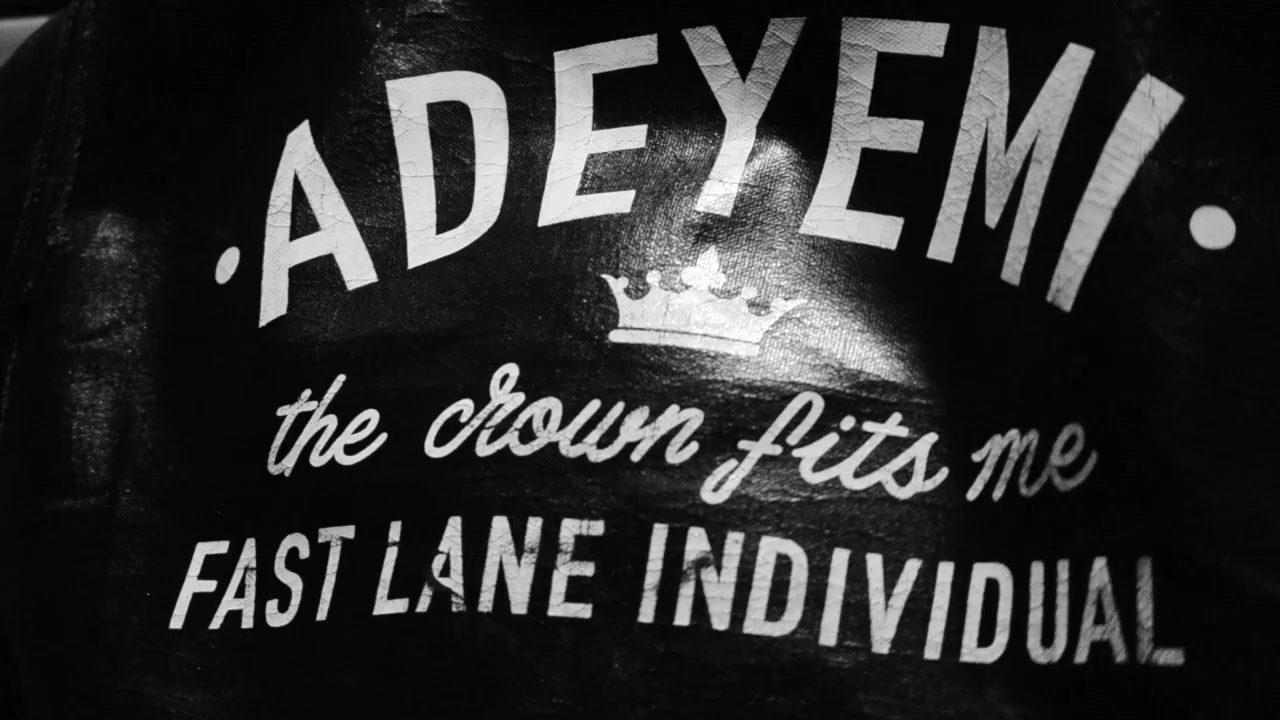 • ADEYEMI •
the crown fits me
FAST LANE INDIVIDUAL